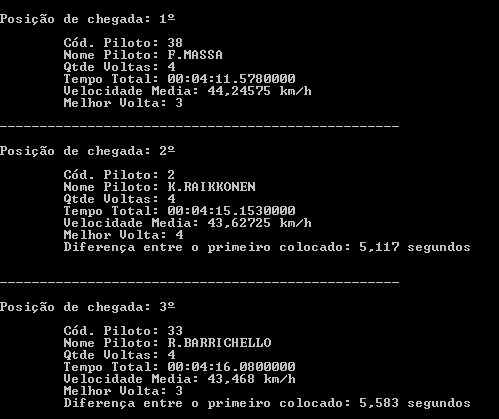 Posição de chegada: 1º
Cód. Piloto: 38
Nome Piloto: F.MASSA
Qtde Voltas: 4
Tempo Total: 00:04:11.5780000
Velocidade Media: 44,24575 km/h
Melhor Volta: 3
--------------------------------------------------
Posição de chegada: 2º
Cód. Piloto: 2
Nome Piloto: K.RAIKKONEN
Qtde Voltas: 4
Tempo Total: 00:04:15.1530000
Velocidade Media: 43,62725 km/h
Melhor Volta: 4
Diferença entre o primeiro colocado: 5,117 segundos
--------------------------------------------------
Posição de chegada: 3º
Cód. Piloto: 33
Nome Piloto: R.BARRICHELLO
Qtde Voltas: 4
Tempo Total: 00:04:16.0800000
Velocidade Media: 43,468 km/h
Melhor Volta: 3
Diferença entre o primeiro colocado: 5,583 segundos